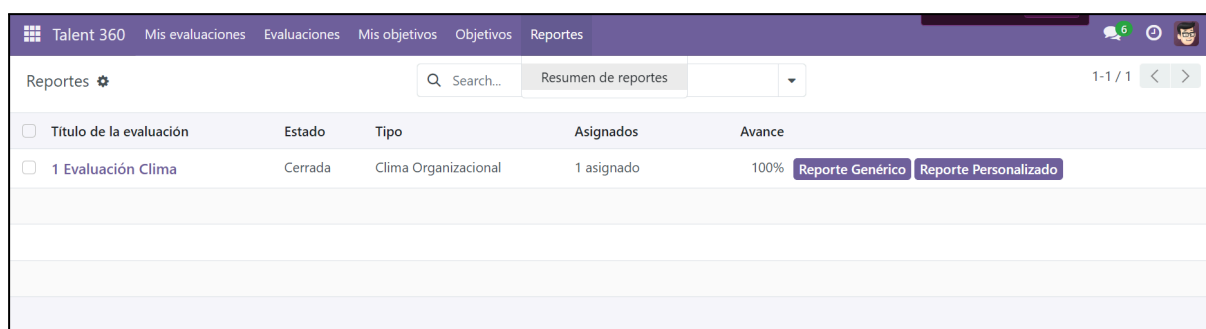 Talent 360 Mis evaluaciones Evaluaciones Mis objetivos Objetivos Reportes 6
Reportes Search... Resumen de reportes 1-1 / 1
Título de la evaluación Estado Tipo Asignados Avance
1 Evaluación Clima Cerrada Clima Organizacional 1 asignado 100% Reporte Genérico Reporte Personalizado